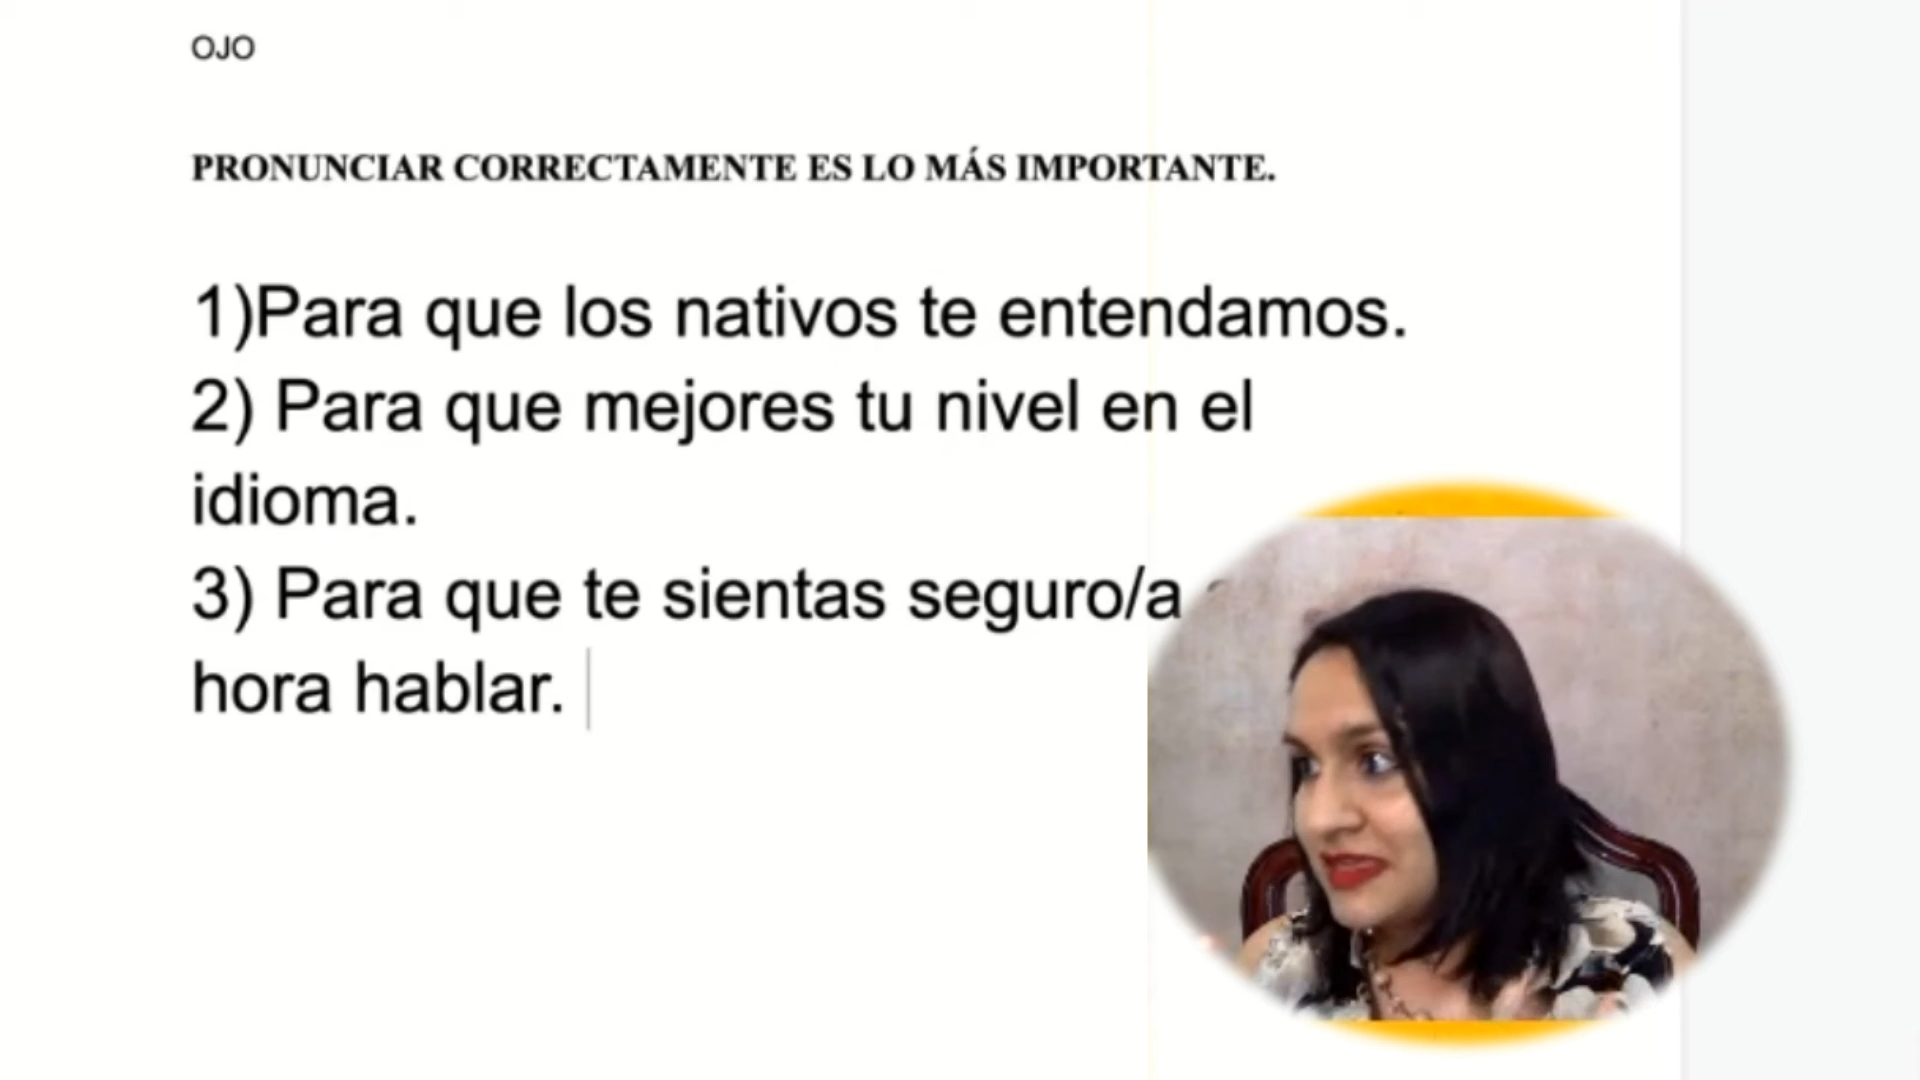 OJO
PRONUNCIAR CORRECTAMENTE ES LO MÁS IMPORTANTE.
1)Para que los nativos te entendamos.
2) Para que mejores tu nivel en el
idioma.
3) Para que te sientas seguro/a
hora hablar.